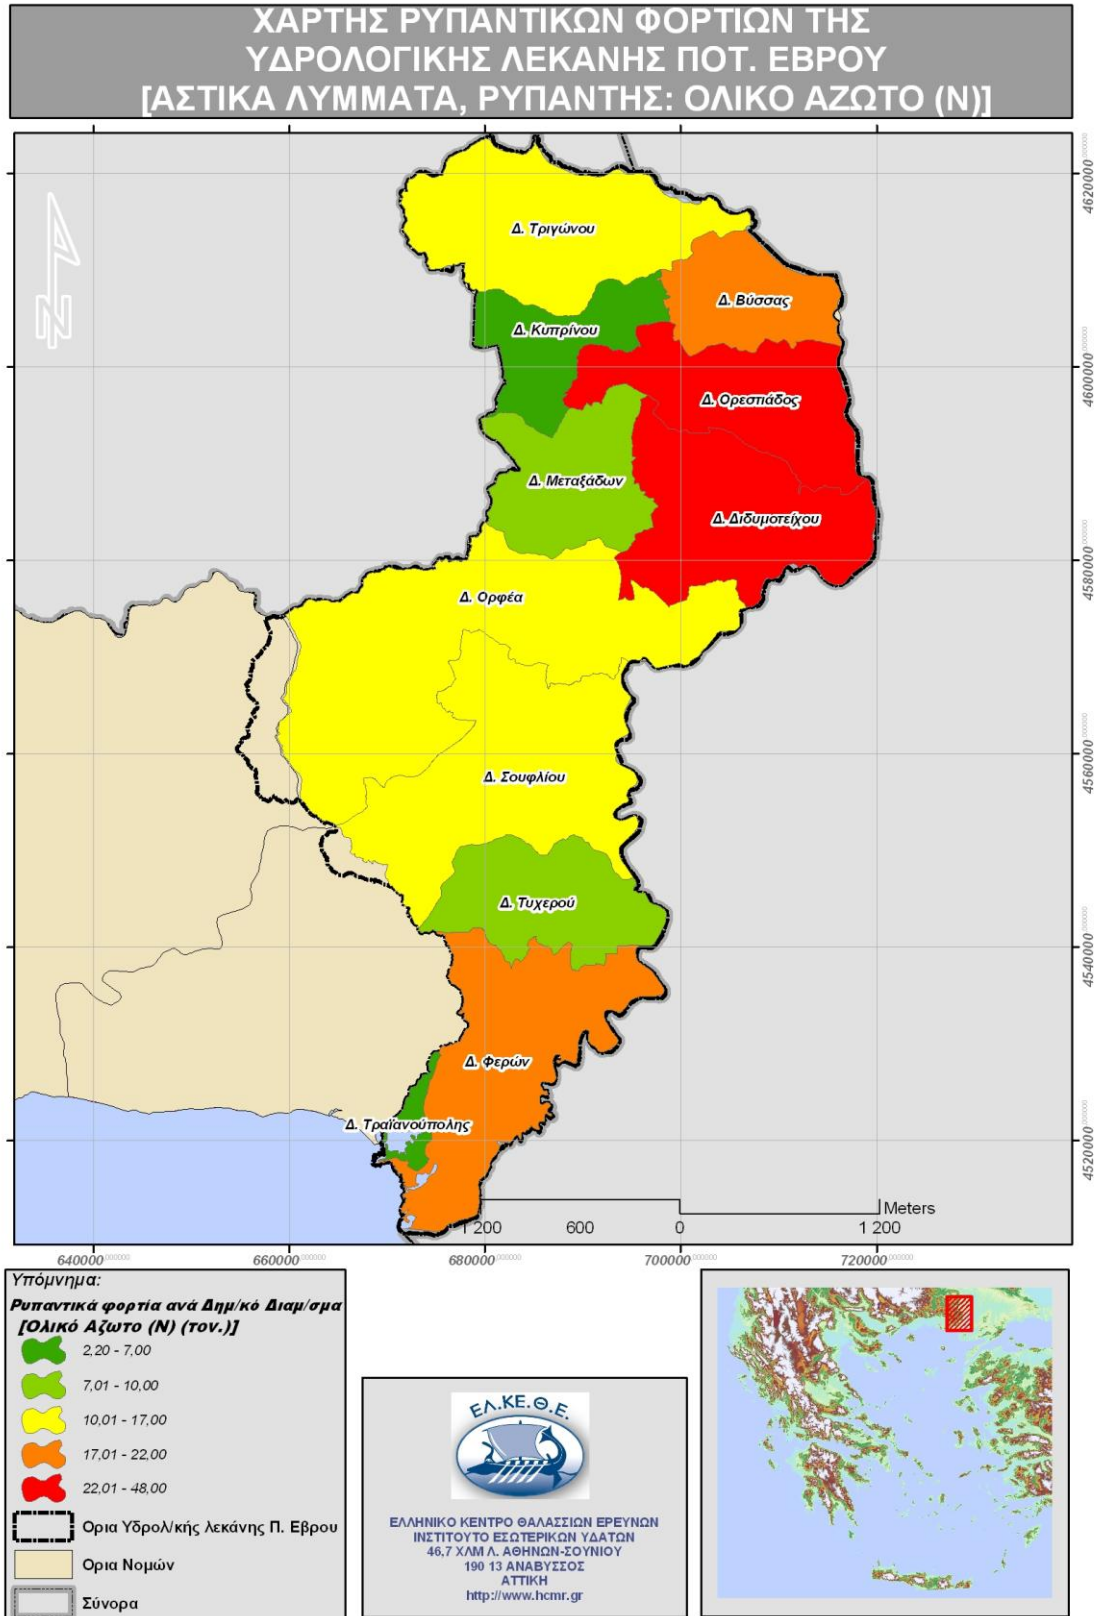 ΧΑΡΤΗΣ ΡΥΠΑΝΤΙΚΩΝ ΦΟΡΤΙΩΝ ΤΗΣ
ΥΔΡΟΛΟΓΙΚΗΣ ΛΕΚΑΝΗΣ ΠΟΤ. ΕΒΡΟΥ
[ΑΣΤΙΚΑ ΛΥΜΜΑΤΑ, ΡΥΠΑΝΤΗΣ: ΟΛΙΚΟ ΑΖΩΤΟ (Ν)]
4620000
Δ. Τριγώνου
Δ. Βύσσας
Δ. Κυπρίνου
4600000
Δ. Ορεστιάδος
Δ. Μεταξάδων
Δ. Διδυμοτείχου
4580000
Δ. Ορφέα
4560000
Δ. Σουφλίου
Δ. Τυχερού
4540000
Δ. Φερών
Δ. Τραϊανούπολης
4520000
Meters
1 200 600 0 1 200
640000 660000 680000 700000 720000
Υπόμνημα:
Ρυπαντικά φορτία ανά Δημ/κό Διαμ/σμα
[Ολικό Αζωτο (Ν) (τον.)]
2,20 - 7,00
7,01 - 10,00
10,01 - 17,00
17,01 - 22,00
22,01 - 48,00
Ορια Υδρολ/κής λεκάνης Π. Εβρου
Ορια Νομών
Σύνορα
ΕΛ.ΚΕ.Θ.Ε.
ΕΛΛΗΝΙΚΟ ΚΕΝΤΡΟ ΘΑΛΑΣΣΙΩΝ ΕΡΕΥΝΩΝ
ΙΝΣΤΙΤΟΥΤΟ ΕΣΩΤΕΡΙΚΩΝ ΥΔΑΤΩΝ
46,7 ΧΛΜ Λ. ΑΘΗΝΩΝ-ΣΟΥΝΙΟΥ
190 13 ΑΝΑΒΥΣΣΟΣ
ΑΤΤΙΚΗ
http://www.hcmr.gr